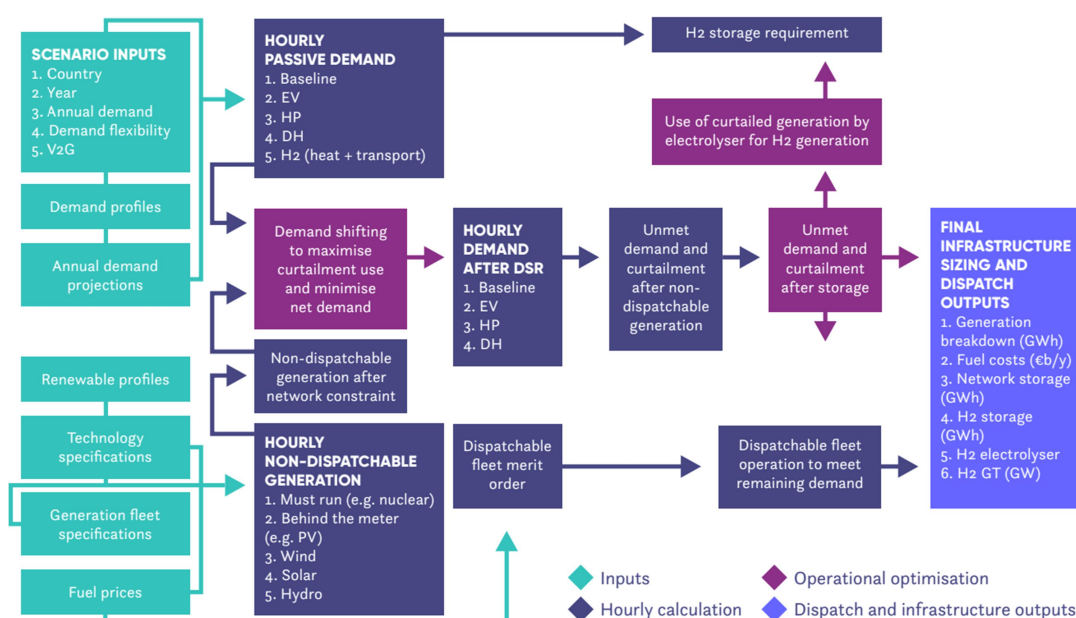 SCENARIO INPUTS
1. Country
2. Year
3. Annual demand
4. Demand flexibility
5. V2G
Demand profiles
Annual demand
projections
Renewable profiles
Technology
specifications
Generation fleet
specifications
Fuel prices
HOURLY
PASSIVE DEMAND
1. Baseline
2. EV
3. HP
4. DH
5. H2 (heat + transport)
Demand shifting
to maximise
curtailment use
and minimise
net demand
Non-dispatchable
generation after
network constraint
HOURLY
NON-DISPATCHABLE
GENERATION
1. Must run (e.g. nuclear)
2. Behind the meter
(e.g. PV)
3. Wind
4. Solar
5. Hydro
HOURLY
DEMAND
AFTER DSR
1. Baseline
2. EV
3. HP
4. DH
Dispatchable
fleet merit
order
Unmet
demand and
curtailment
after non-
dispatchable
generation
H2 storage requirement
Use of curtailed generation by
electrolyser for H2 generation
Unmet
demand and
curtailment
after storage
Dispatchable fleet
operation to meet
remaining demand
FINAL
INFRASTRUCTURE
SIZING AND
DISPATCH
OUTPUTS
1. Generation
breakdown (GWh)
2. Fuel costs (€b/y)
3. Network storage
(GWh)
4. H2 storage
(GWh)
5. H2 electrolyser
6. H2 GT (GW)
Inputs
Operational optimisation
Hourly calculation
Dispatch and infrastructure outputs